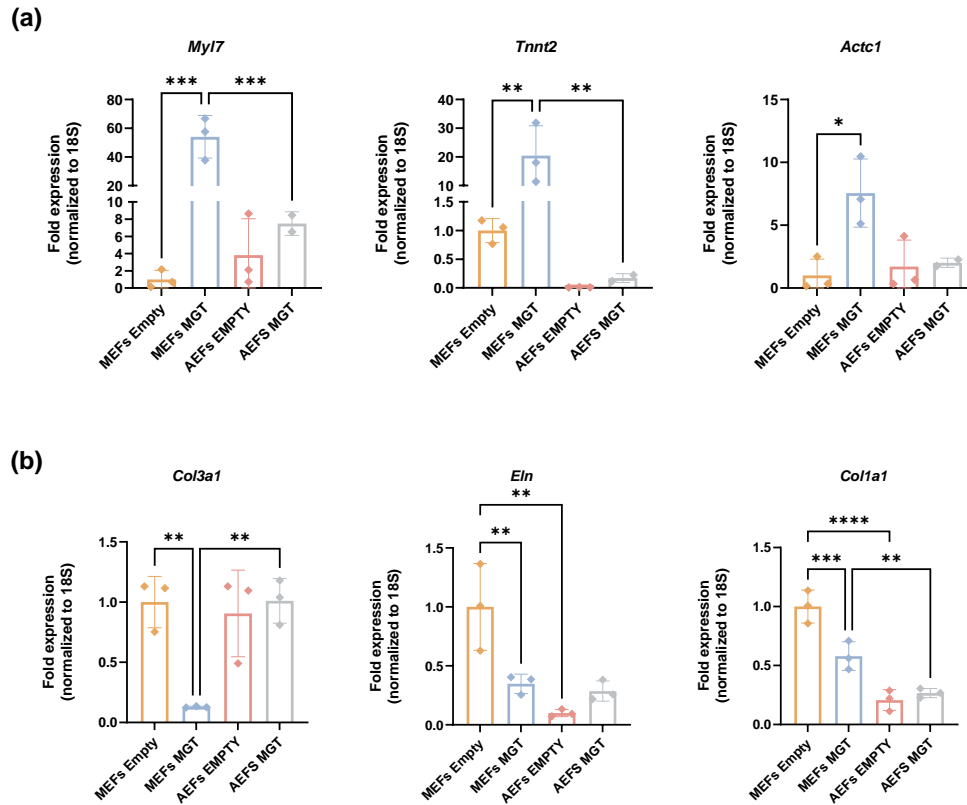 (a)
Myl7
Fold expression
(normalized to 18S)
80
60
40
20
10
8
6
4
2
0
***
***
MEFs Empty
MEFs MGT
AEFs EMPTY
AEFS MGT
Tnnt2
Fold expression
(normalized to 18S)
40
30
20
10
1.5
1.0
0.5
0.0
**
**
MEFs Empty
MEFs MGT
AEFs EMPTY
AEFS MGT
Actc1
Fold expression
(normalized to 18S)
15
10
5
0
*
MEFs Empty
MEFs MGT
AEFs EMPTY
AEFS MGT
(b)
Col3a1
Fold expression
(normalized to 18S)
1.5
1.0
0.5
0.0
**
**
MEFs Empty
MEFs MGT
AEFs EMPTY
AEFS MGT
Eln
Fold expression
(normalized to 18S)
1.5
1.0
0.5
0.0
**
**
MEFs Empty
MEFs MGT
AEFs EMPTY
AEFS MGT
Col1a1
Fold expression
(normalized to 18S)
1.5
1.0
0.5
0.0
****
***
**
MEFs Empty
MEFs MGT
AEFs EMPTY
AEFS MGT